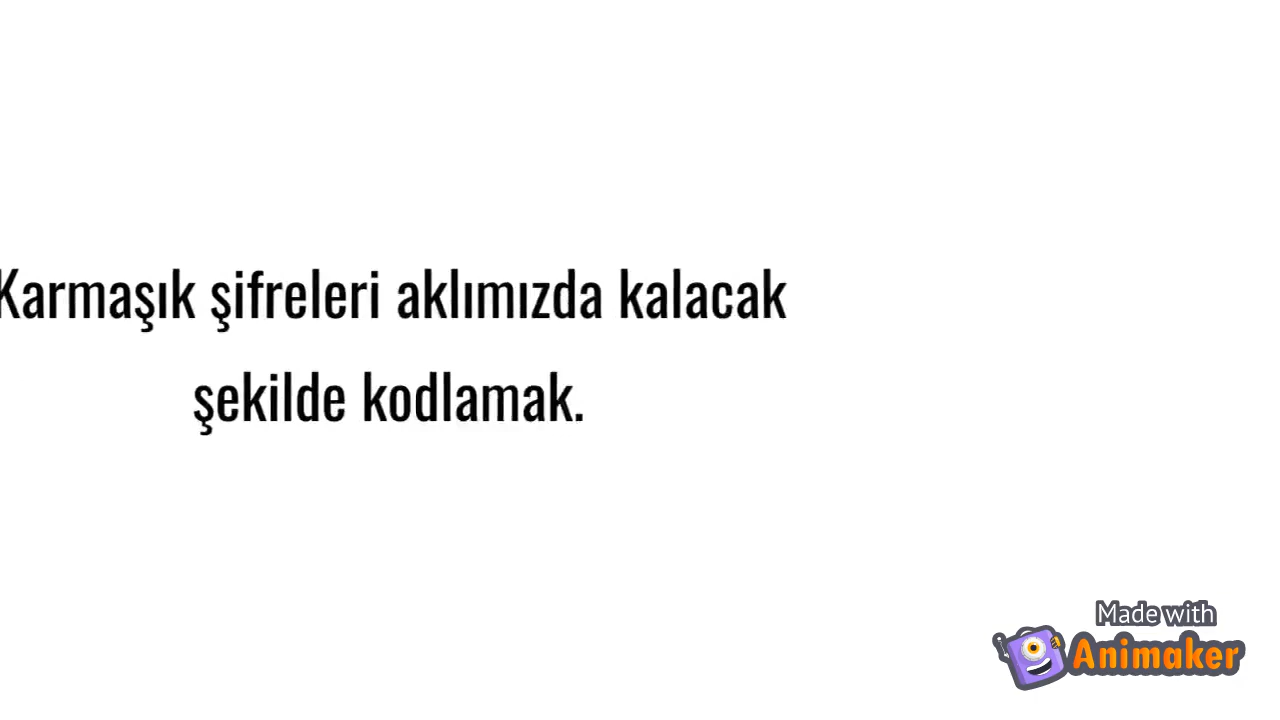 Karmaşık şifreleri aklımızda kalacak
şekilde kodlamak.
Made with
Animaker